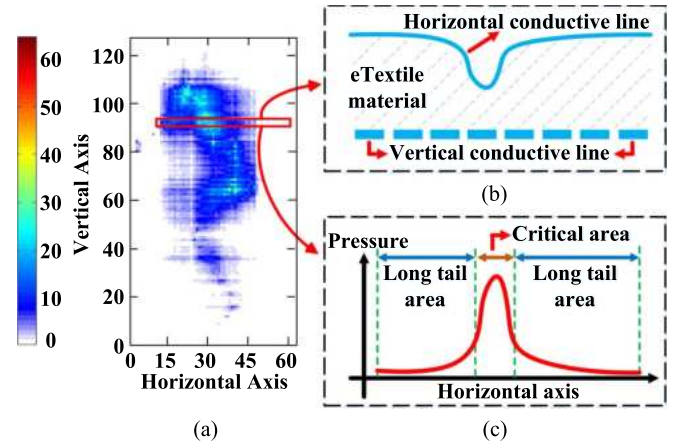 60
50
40
30
20
10
0
Vertical Axis
120
100
80
60
40
20
0
0 15 30 45 60
Horizontal Axis
(a)
Horizontal conductive line
eTextile
material
Vertical conductive line
(b)
Pressure
Critical area
Long tail
area
Long tail
area
Horizontal axis
(c)